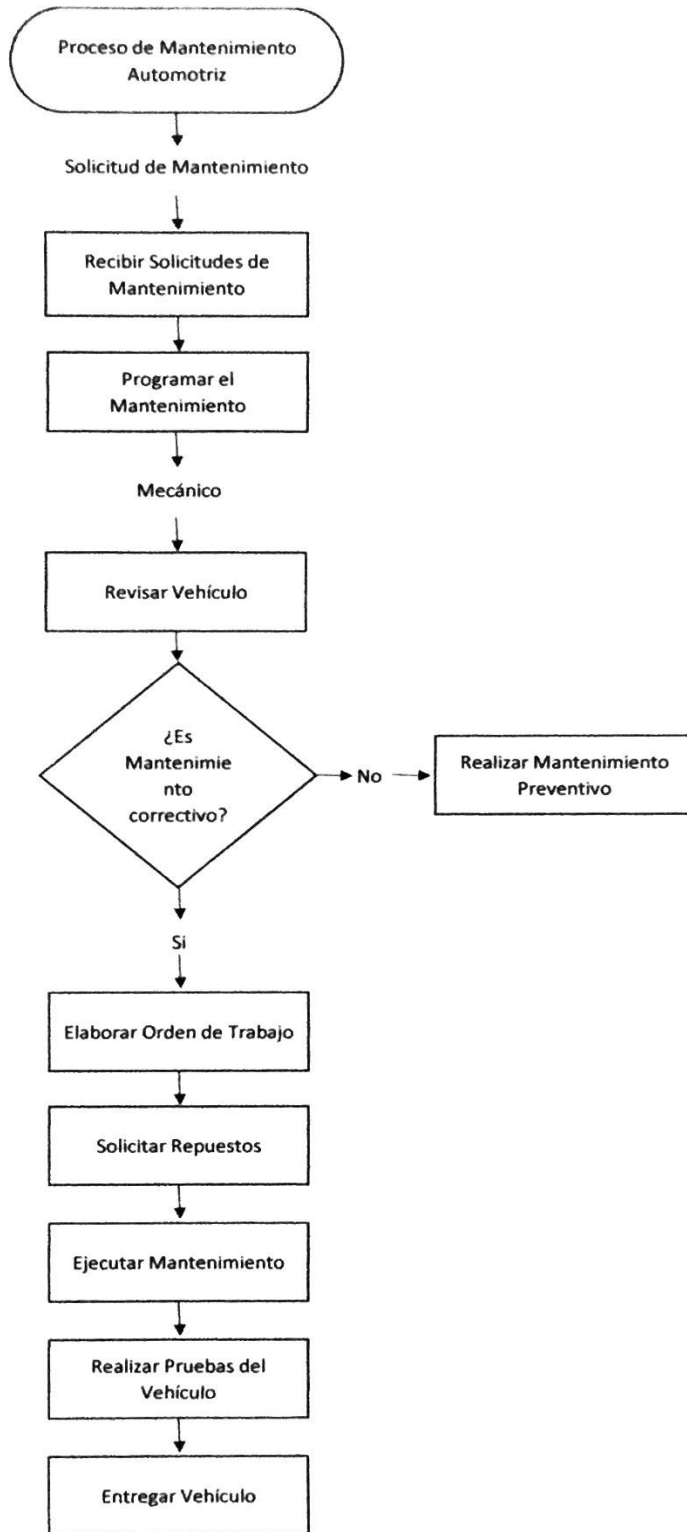 Proceso de Mantenimiento
Automotriz
Solicitud de Mantenimiento
Recibir Solicitudes de
Mantenimiento
Programar el
Mantenimiento
Mecánico
Revisar Vehículo
¿Es
Mantenimie
nto
correctivo?
No
Realizar Mantenimiento
Preventivo
Si
Elaborar Orden de Trabajo
Solicitar Repuestos
Ejecutar Mantenimiento
Realizar Pruebas del
Vehículo
Entregar Vehículo